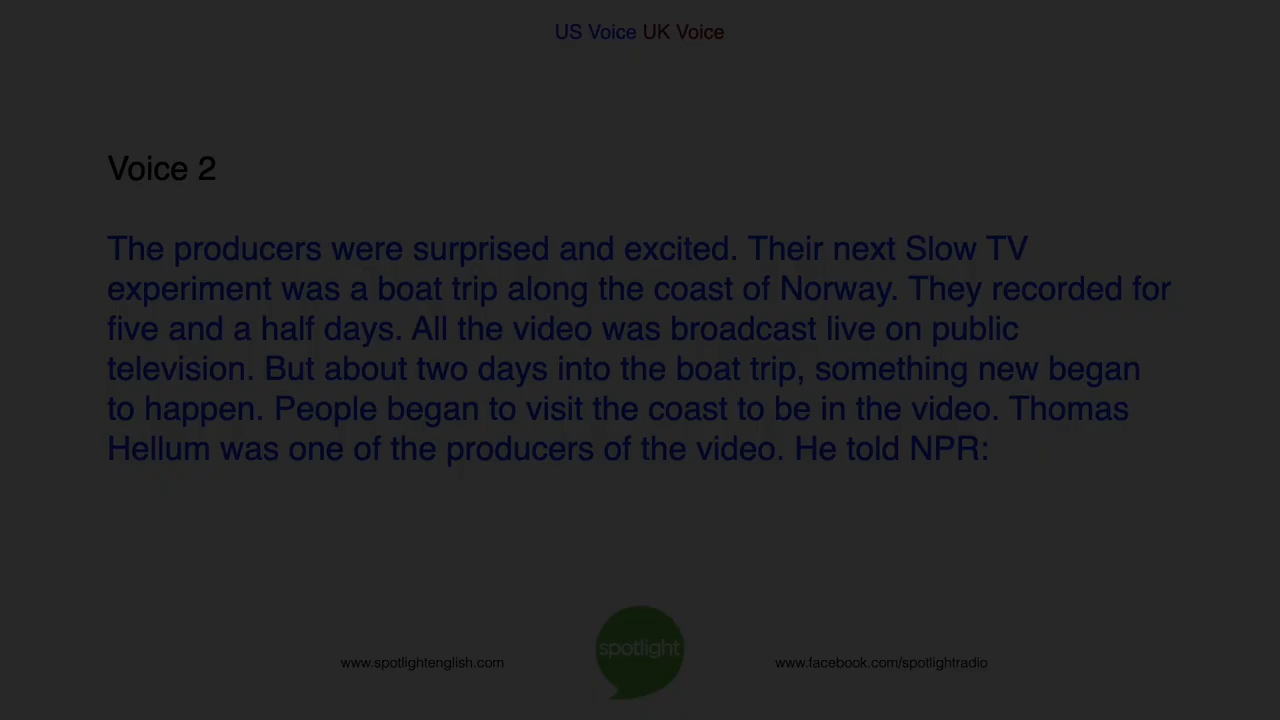 US Voice UK Voice
Voice 2
The producers were surprised and excited. Their next Slow TV
experiment was a boat trip along the coast of Norway. They recorded for
five and a half days. All the video was broadcast live on public
television. But about two days into the boat trip, something new began
to happen. People began to visit the coast to be in the video. Thomas
Hellum was one of the producers of the video. He told NPR:
spotlight
www.spotlightenglish.com
www.facebook.com/spotlightradio